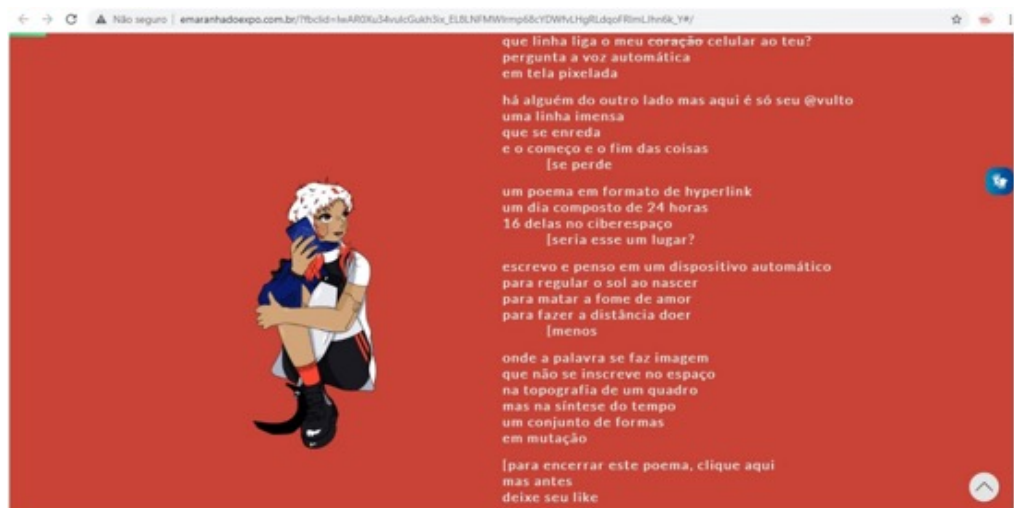 Não seguro | emaranhadoexpo.com.br/?fbclid=
que linha liga o meu coração celular ao teu?
pergunta a voz automática
em tela pixelada
há alguém do outro lado mas aqui é só seu @vulto
uma linha imensa
que se enreda
e o começo e o fim das coisas
[se perde
um poema em formato de hyperlink
um dia composto de 24 horas
16 delas no ciberespaço
[seria esse um lugar?
escrevo e penso em um dispositivo automático
para regular o sol ao nascer
para matar a fome de amor
para fazer a distância doer
[menos
onde a palavra se faz imagem
que não se inscreve no espaço
na topografia de um quadro
mas na síntese do tempo
um conjunto de formas
em mutação
[para encerrar este poema, clique aqui
mas antes
deixe seu like